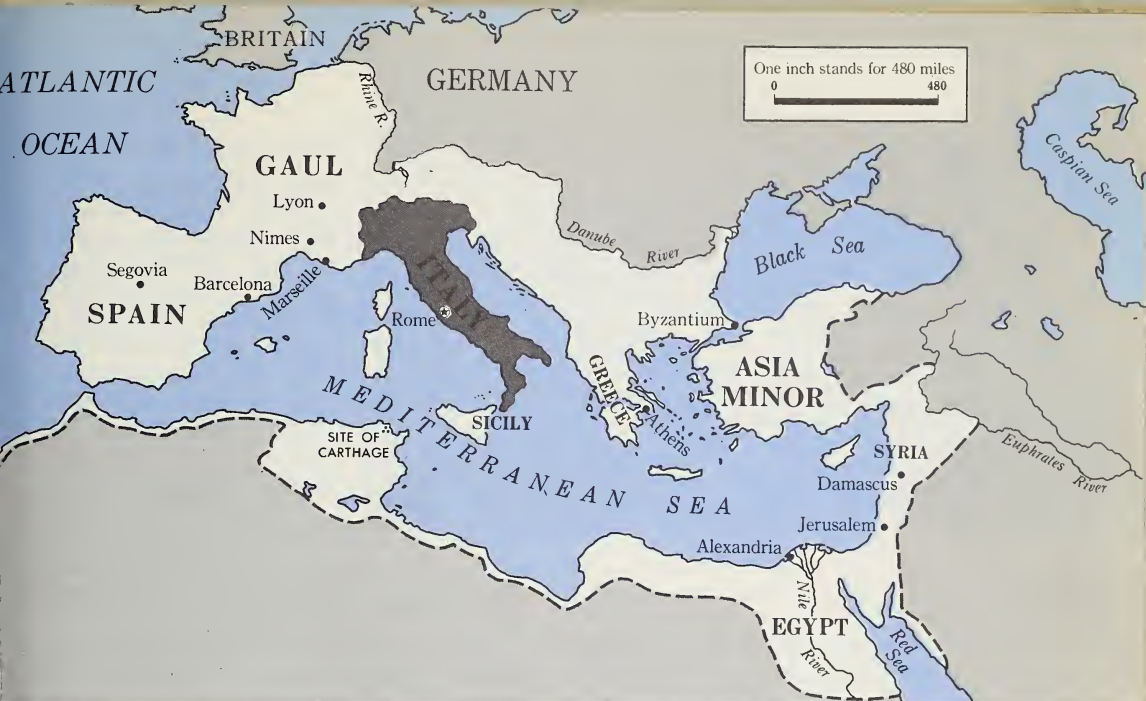 BRITAIN
ATLANTIC
OCEAN
GERMANY
Rhine R.
One inch stands for 480 miles
0 480
Caspian Sea
GAUL
Lyon
Nimes
Marseille
Segovia
Barcelona
SPAIN
ITALY
Rome
Danube River
Black Sea
Byzantium
ASIA
MINOR
GREECE
Athens
MEDITERRANEAN SEA
SICILY
SITE OF
CARTHAGE
SYRIA
Damascus
Euphrates River
Jerusalem
Alexandria
Nile River
EGYPT
Red
Sea